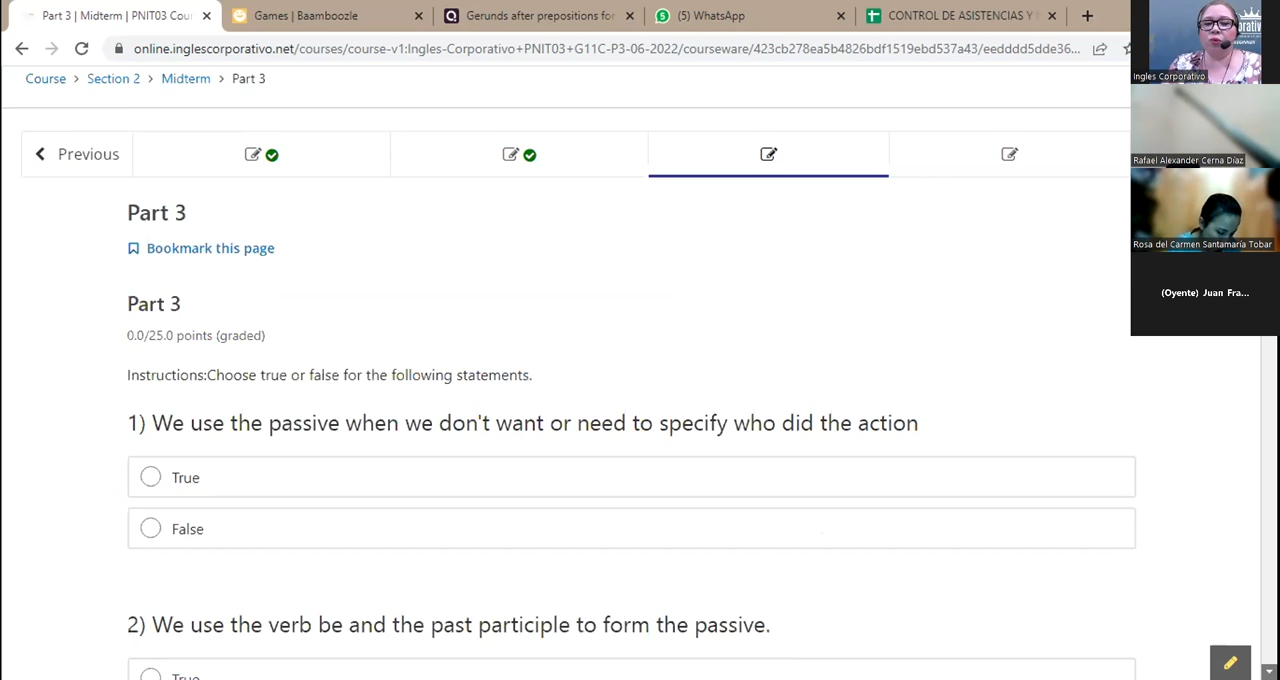 Part 3 | Midterm | PNIT03 Cou
Games | Baamboozle
Gerunds after prepositions for
(5) WhatsApp
CONTROL DE ASISTENCIAS Y
online.inglescorporativo.net/courses/course-v1:Ingles-Corporativo+PNIT03+G11C-P3-06-2022/courseware/423cb278ea5b4826bdf1519ebd537a43/eedddd5dde36...
Course > Section 2 > Midterm > Part 3
Ingles Corporativo
Rafael Alexander Cerna Díaz
Rosa del Carmen Santamaría Tobar
(Oyente) Juan Fra...
Previous
Part 3
Bookmark this page
Part 3
0.0/25.0 points (graded)
Instructions:Choose true or false for the following statements.
1) We use the passive when we don't want or need to specify who did the action
True
False
2) We use the verb be and the past participle to form the passive.
True